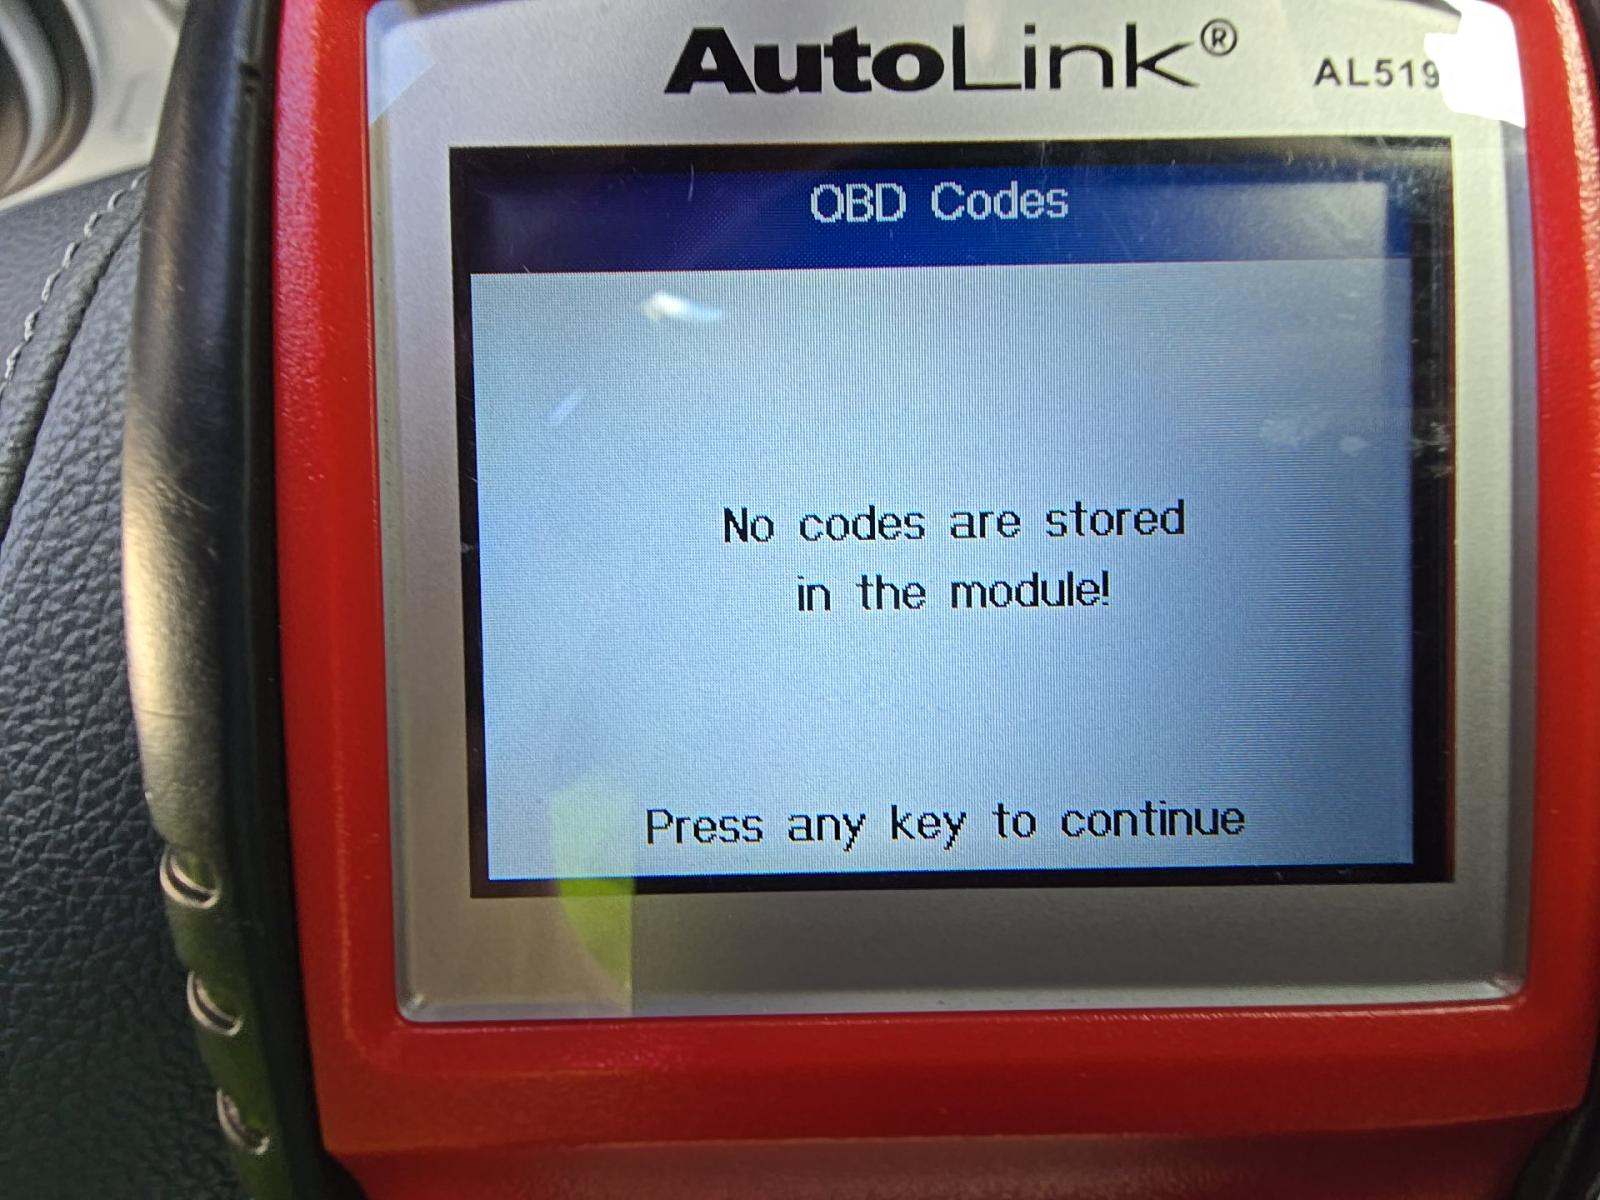 AutoLink® AL519
OBD Codes
No codes are stored
in the module!
Press any key to continue